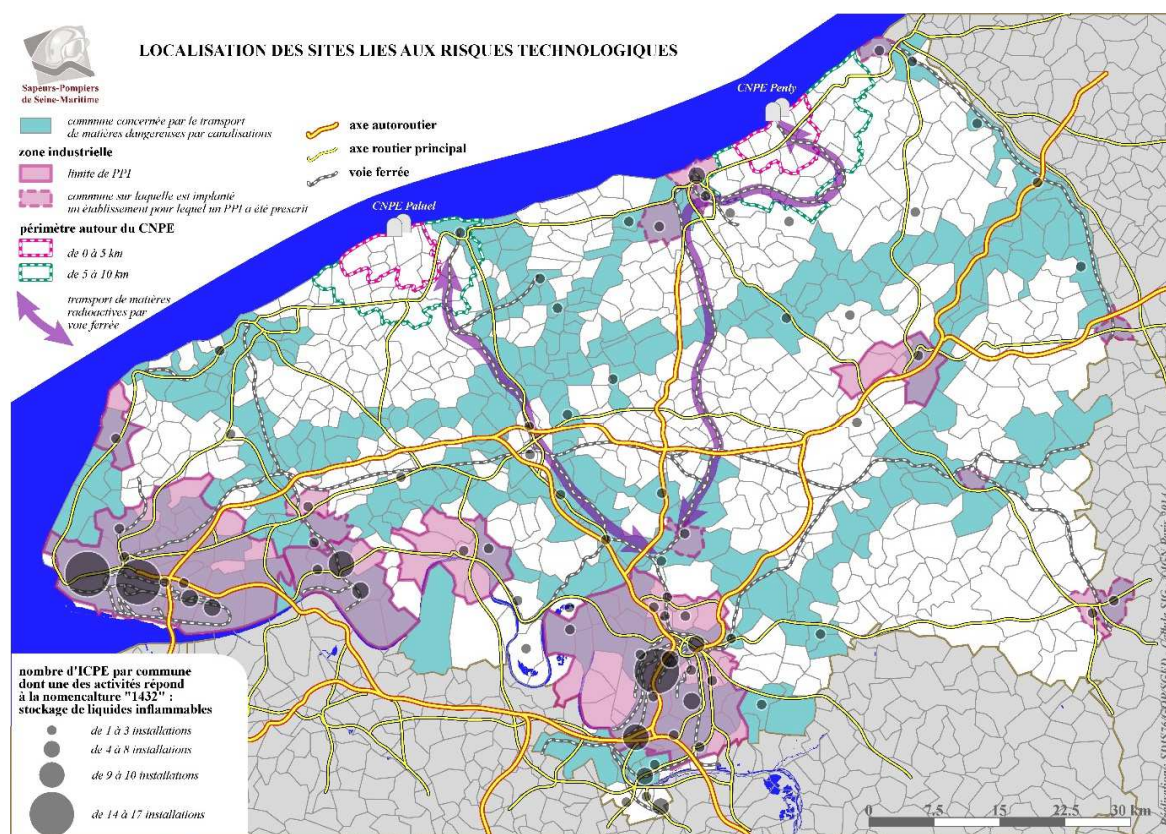 LOCALISATION DES SITES LIES AUX RISQUES TECHNOLOGIQUES
Sapeurs-Pompiers
de Seine-Maritime
commune concernée par le transport
de matières dangereuses par canalisations
zone industrielle
limite de PPI
commune sur laquelle est implanté
un établissement pour lequel un PPI a été prescrit
périmètre autour du CNPE
de 0 à 5 km
de 5 à 10 km
transport de matières
radioactives par
voie ferrée
axe autoroutier
axe routier principal
voie ferrée
CNPE Penly
CNPE Paluel
nombre d'ICPE par commune
dont une des activités répond
à la nomenclature "1432" :
stockage de liquides inflammables
de 1 à 3 installations
de 4 à 8 installations
de 9 à 10 installations
de 14 à 17 installations
0 7,5 15 22,5 30 km